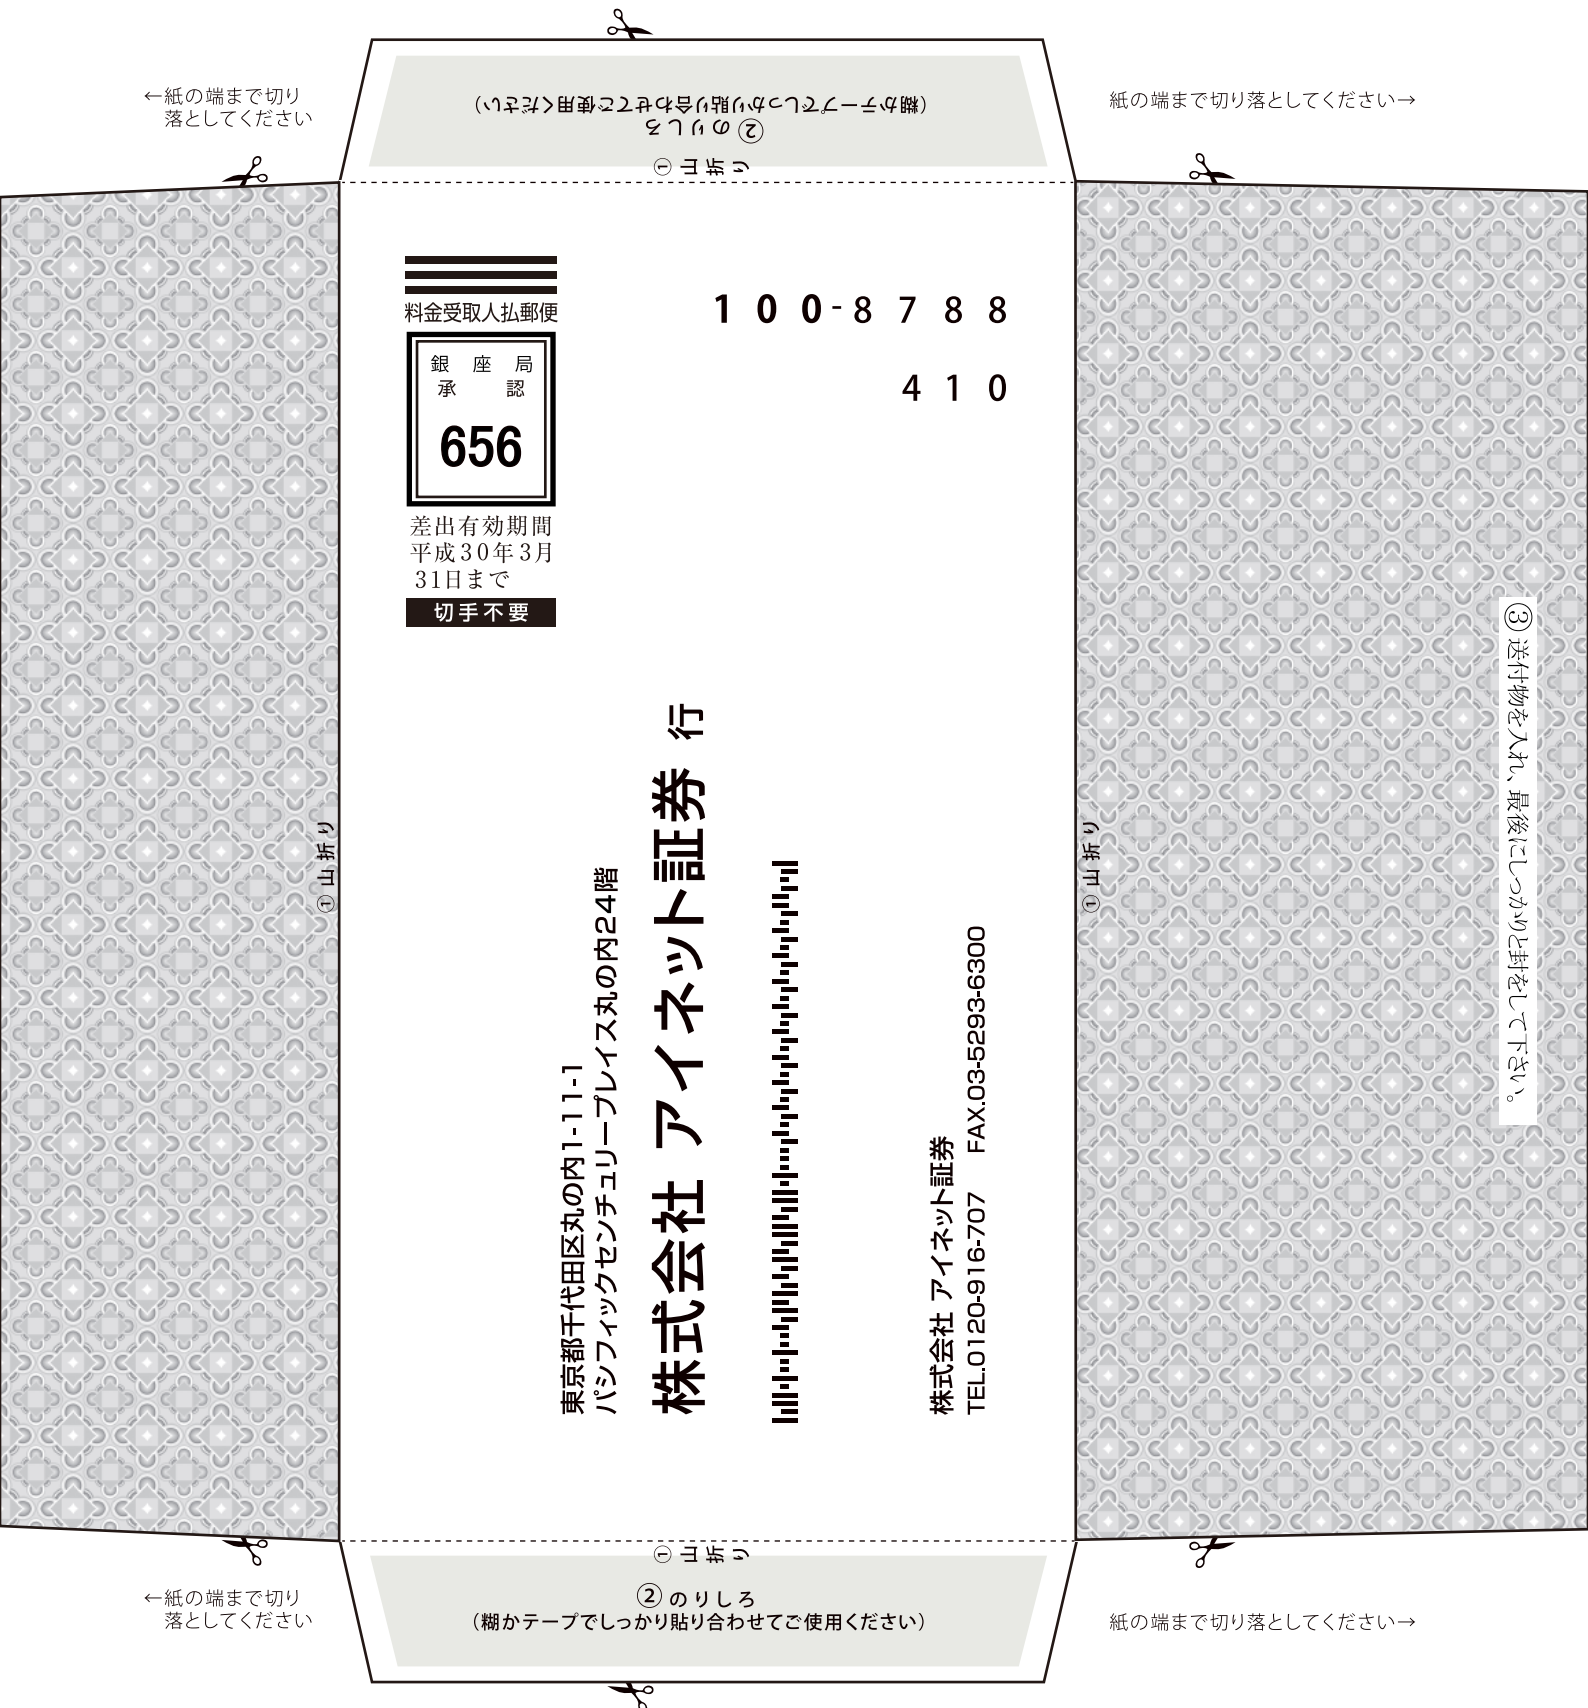 ←紙の端まで切り
落としてください
紙の端まで切り落としてください→
(糊かテープでしっかり貼り合わせてご使用ください)
②のりしろ
①山折り
料金受取人払郵便
銀座局
承認
656
差出有効期間
平成30年3月
31日まで
切手不要
100-8788
410
東京都千代田区丸の内1-11-1
パシフィックセンチュリープレイス丸の内24階
株式会社 アイネット証券 行
株式会社 アイネット証券
TEL.0120-916-707 FAX.03-5293-6300
①山折り
①山折り
③送付物を入れ、最後にしっかりと封をして下さい。
①山折り
②のりしろ
(糊かテープでしっかり貼り合わせてご使用ください)
←紙の端まで切り
落としてください
紙の端まで切り落としてください→